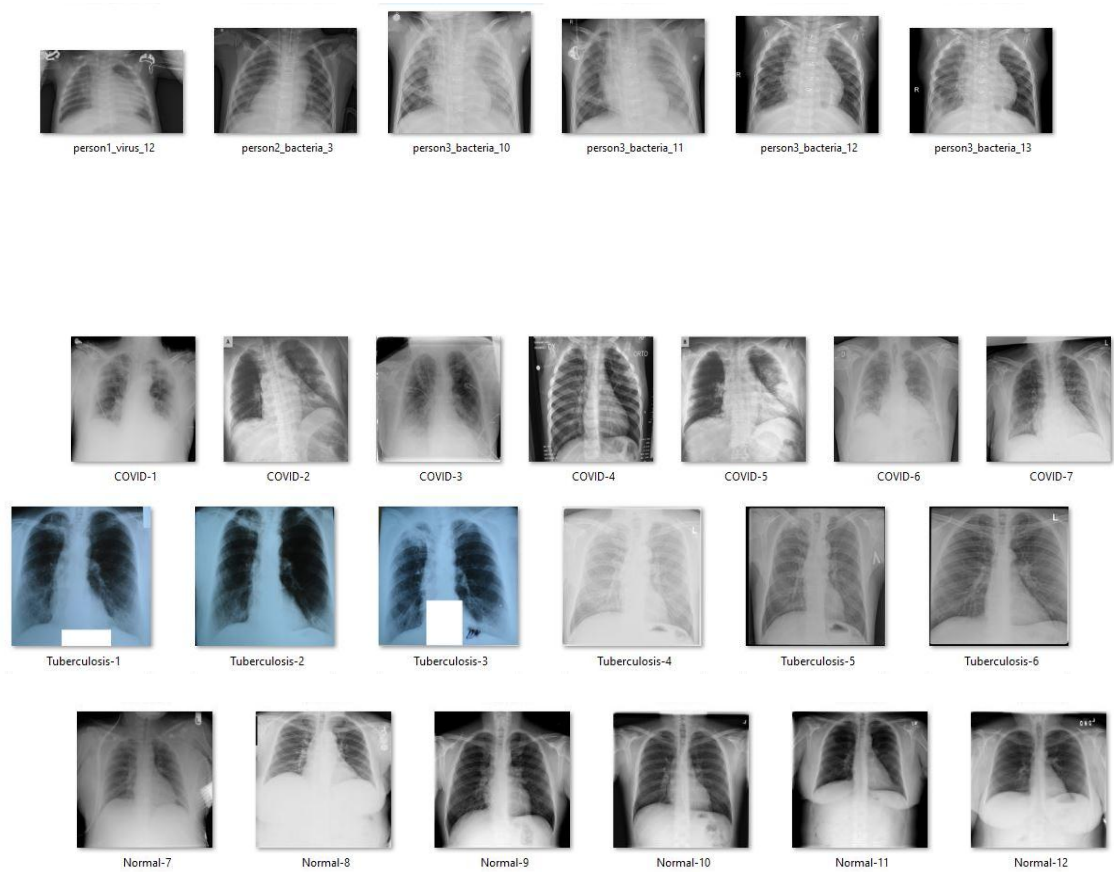 person1_virus_12
person2_bacteria_3
person3_bacteria_10
person3_bacteria_11
person3_bacteria_12
person3_bacteria_13
R
R
COVID-1
COVID-2
COVID-3
COVID-4
COVID-5
COVID-6
COVID-7
A
ORTO
D
L
Tuberculosis-1
Tuberculosis-2
Tuberculosis-3
Tuberculosis-4
Tuberculosis-5
Tuberculosis-6
L
L
Normal-7
Normal-8
Normal-9
Normal-10
Normal-11
Normal-12